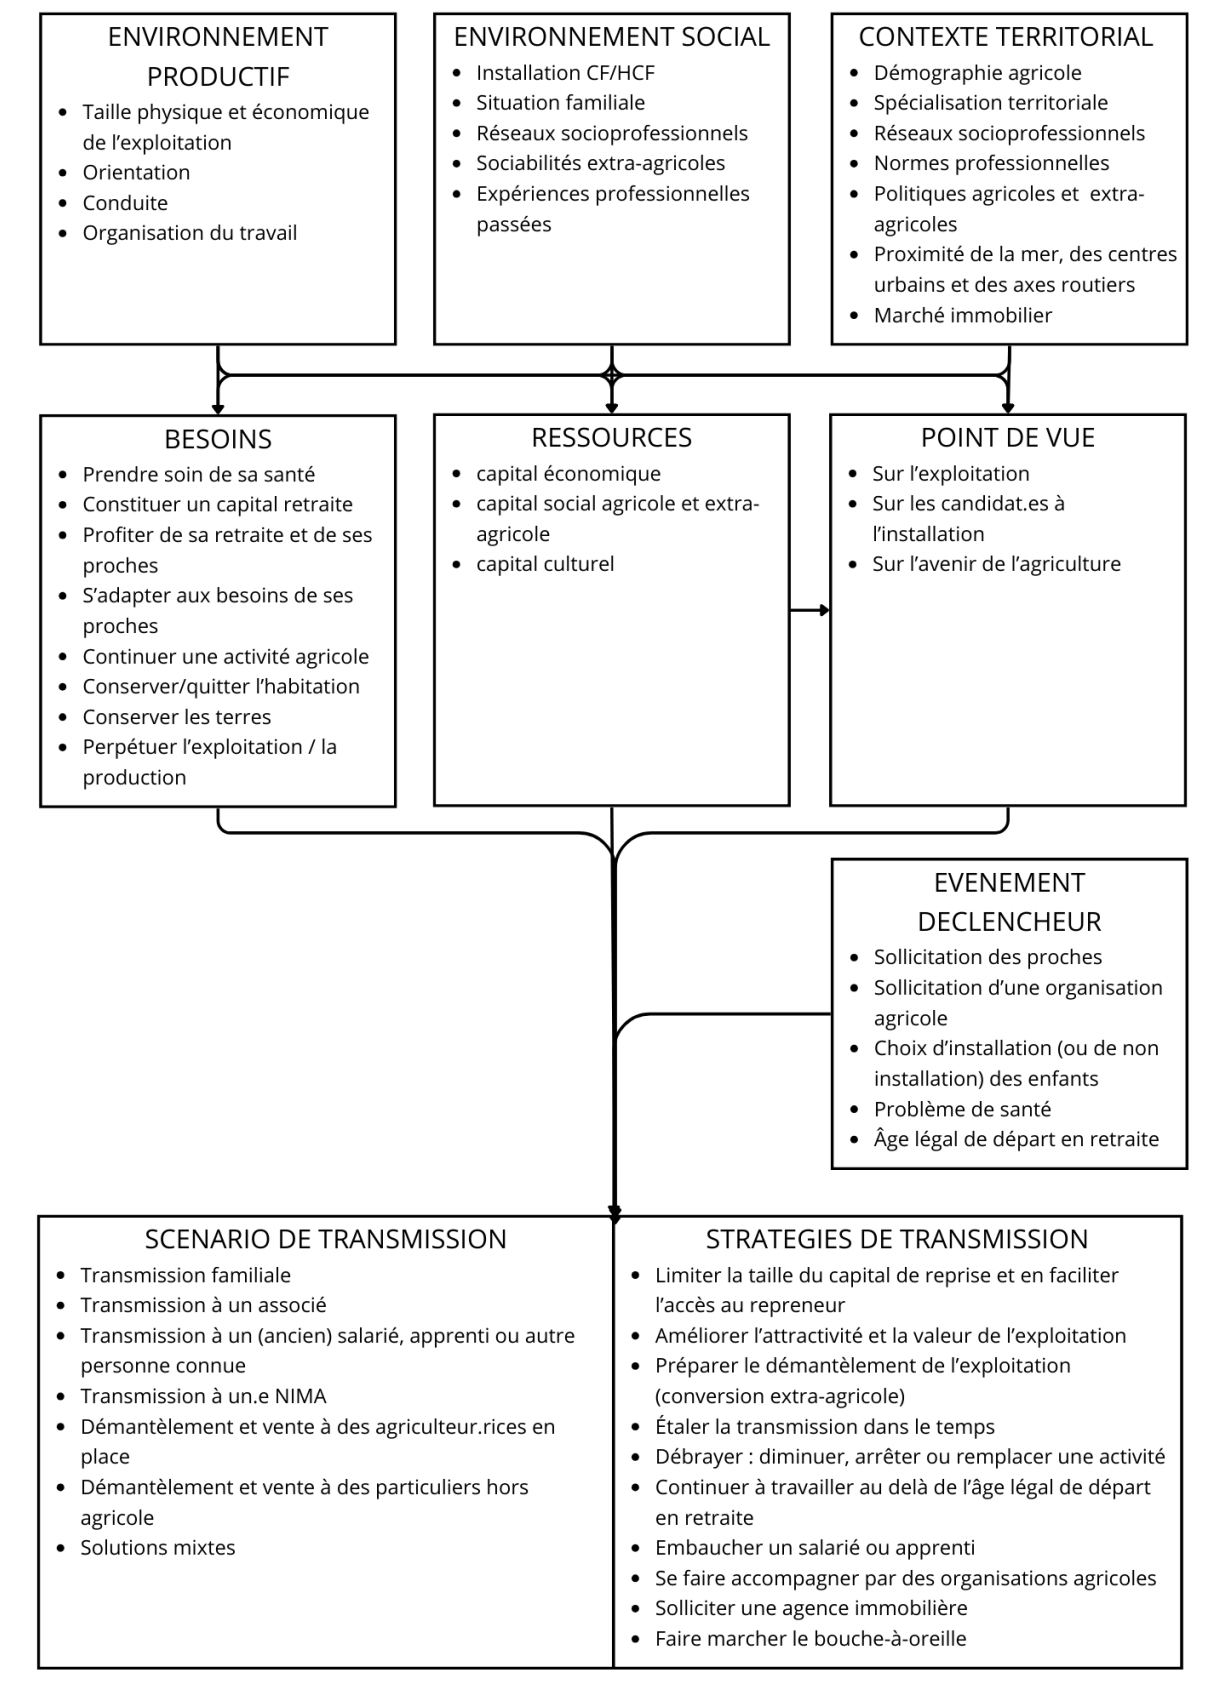 ENVIRONNEMENT
PRODUCTIF
• Taille physique et économique
de l’exploitation
• Orientation
• Conduite
• Organisation du travail
ENVIRONNEMENT SOCIAL
• Installation CF/HCF
• Situation familiale
• Réseaux socioprofessionnels
• Sociabilités extra-agricoles
• Expériences professionnelles
passées
CONTEXTE TERRITORIAL
• Démographie agricole
• Spécialisation territoriale
• Réseaux socioprofessionnels
• Normes professionnelles
• Politiques agricoles et extra-
agricoles
• Proximité de la mer, des centres
urbains et des axes routiers
• Marché immobilier
BESOINS
• Prendre soin de sa santé
• Constituer un capital retraite
• Profiter de sa retraite et de ses
proches
• S’adapter aux besoins de ses
proches
• Continuer une activité agricole
• Conserver/quitter l’habitation
• Conserver les terres
• Perpétuer l’exploitation / la
production
RESSOURCES
• capital économique
• capital social agricole et extra-
agricole
• capital culturel
POINT DE VUE
• Sur l’exploitation
• Sur les candidat.es à
l’installation
• Sur l’avenir de l’agriculture
EVENEMENT
DECLENCHEUR
• Sollicitation des proches
• Sollicitation d’une organisation
agricole
• Choix d’installation (ou de non
installation) des enfants
• Problème de santé
• Âge légal de départ en retraite
SCENARIO DE TRANSMISSION
• Transmission familiale
• Transmission à un associé
• Transmission à un (ancien) salarié, apprenti ou autre
personne connue
• Transmission à un.e NIMA
• Démantèlement et vente à des agriculteur.rices en
place
• Démantèlement et vente à des particuliers hors
agricole
• Solutions mixtes
STRATEGIES DE TRANSMISSION
• Limiter la taille du capital de reprise et en faciliter
l’accès au repreneur
• Améliorer l’attractivité et la valeur de l’exploitation
• Préparer le démantèlement de l’exploitation
(conversion extra-agricole)
• Étaler la transmission dans le temps
• Débrayer : diminuer, arrêter ou remplacer une activité
• Continuer à travailler au delà de l’âge légal de départ
en retraite
• Embaucher un salarié ou apprenti
• Se faire accompagner par des organisations agricoles
• Solliciter une agence immobilière
• Faire marcher le bouche-à-oreille